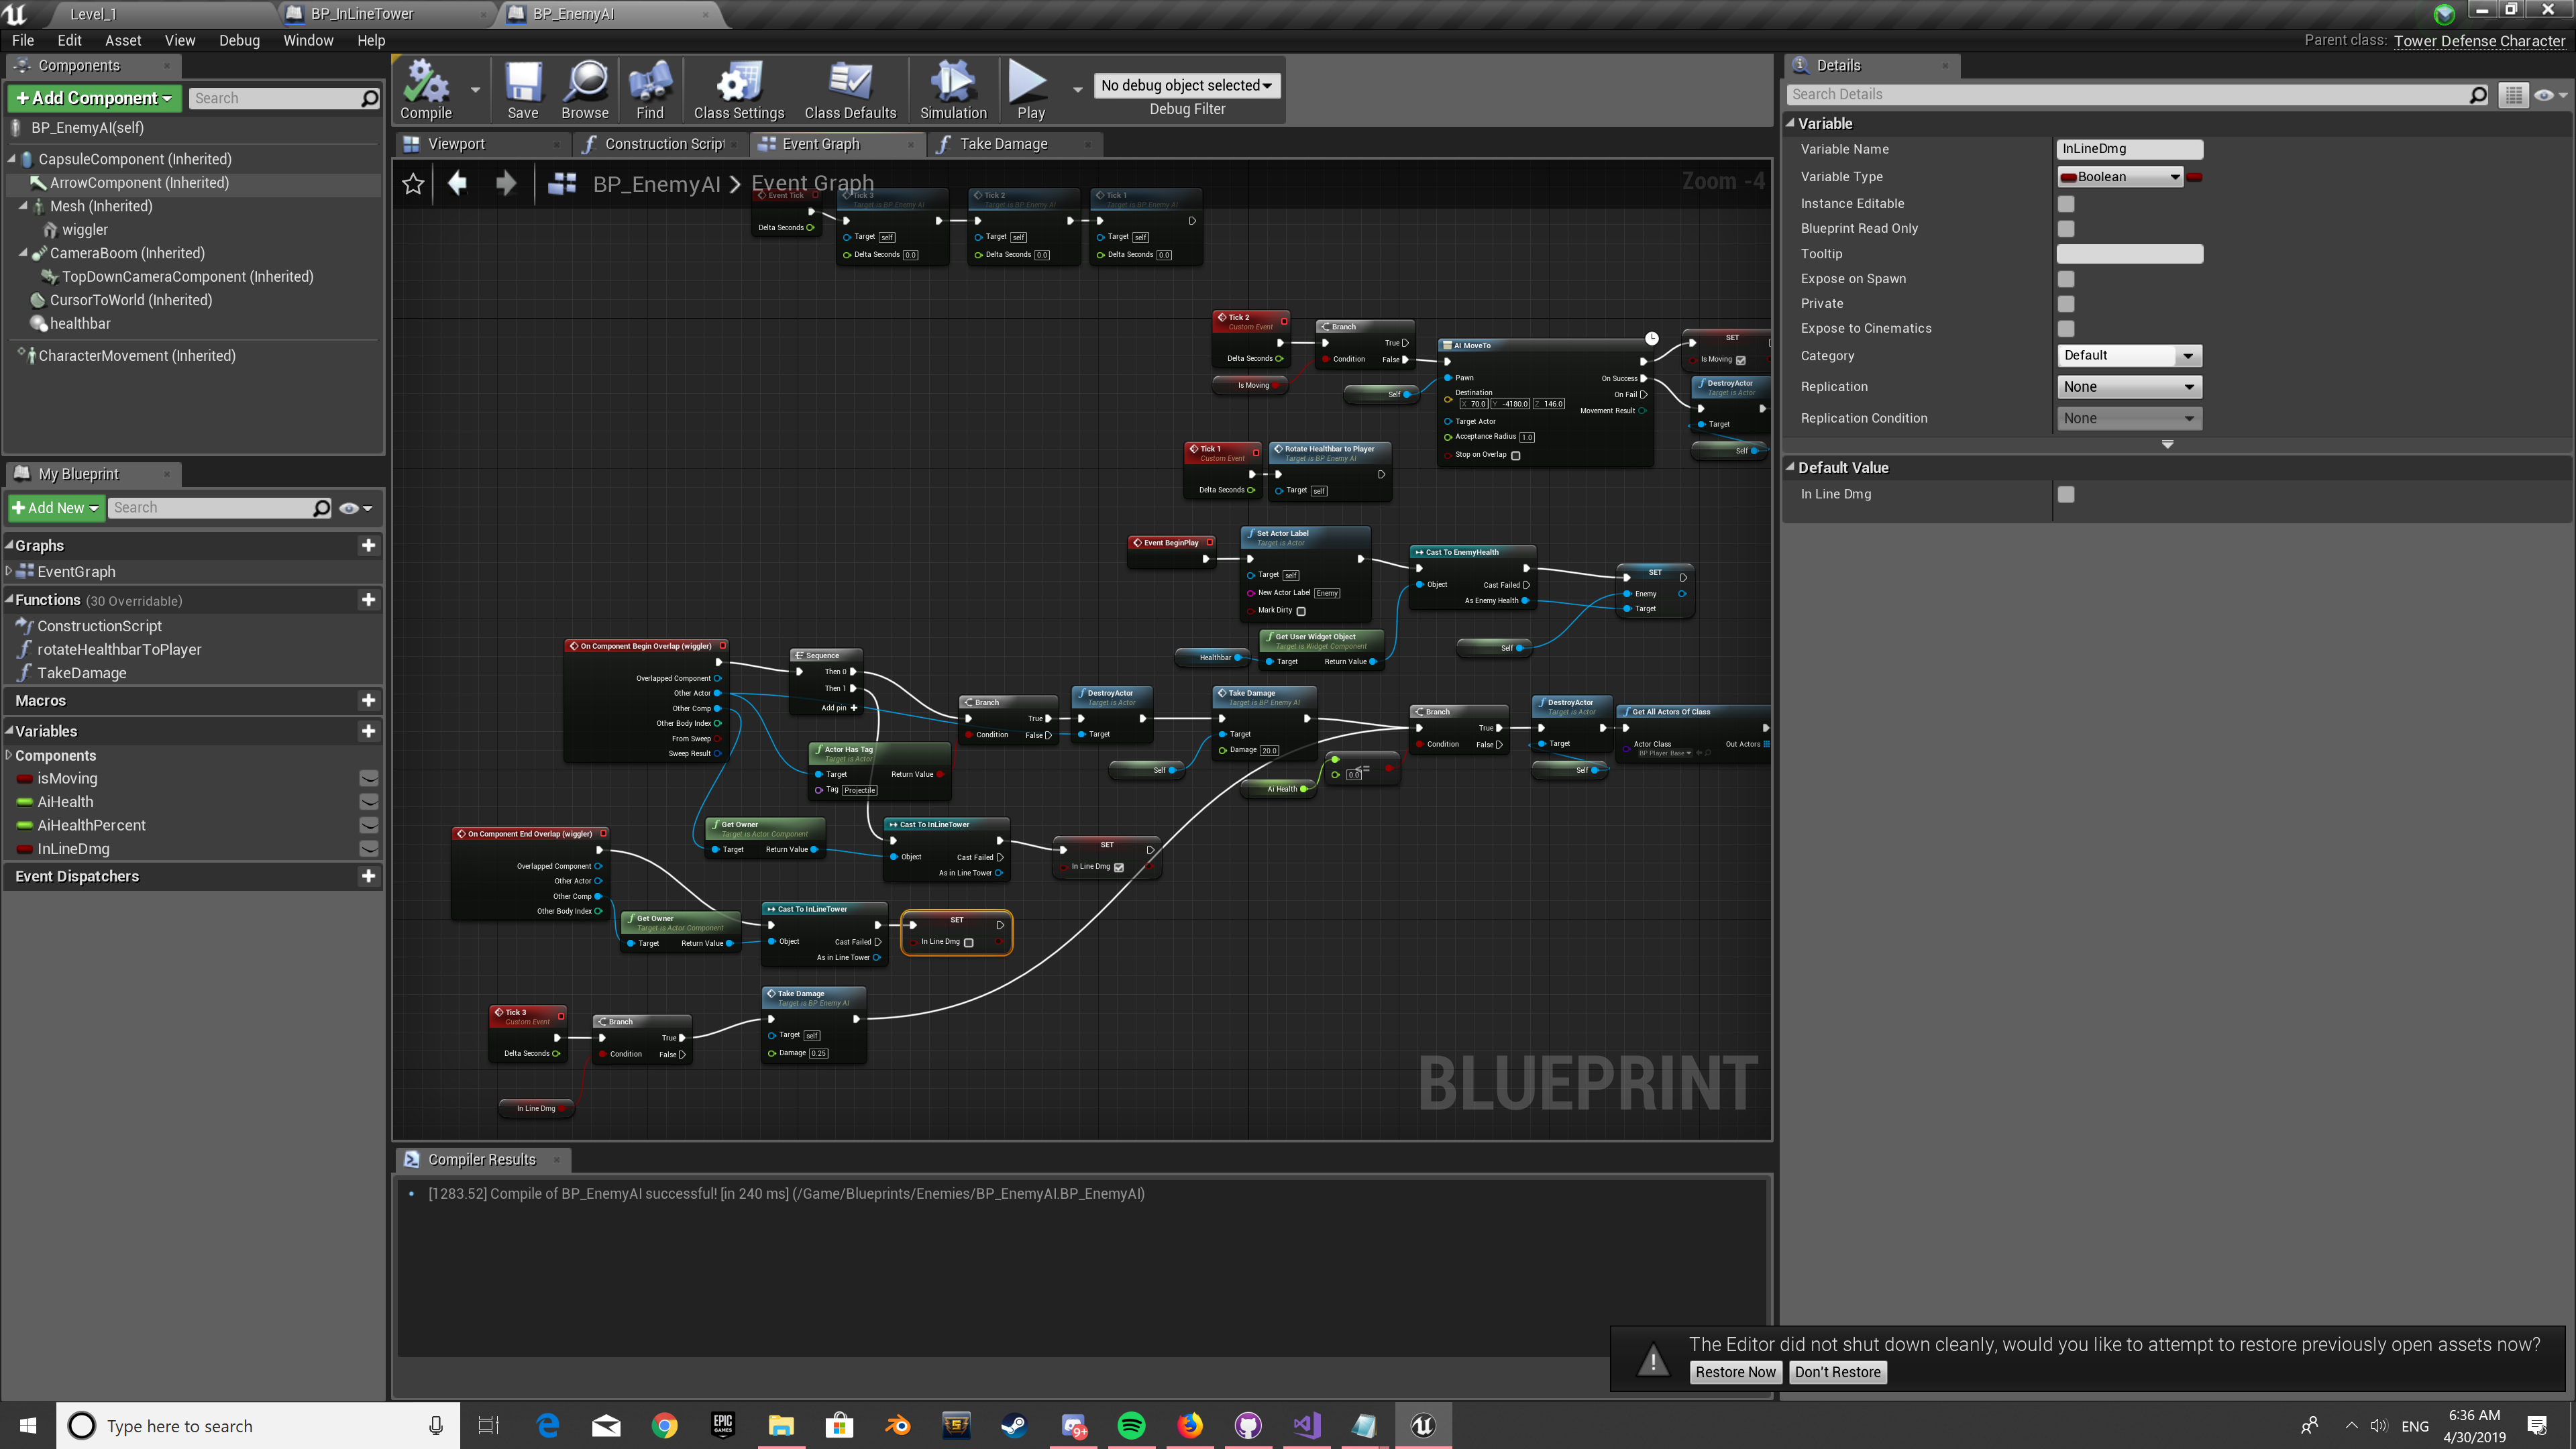 Level_1
BP_InLineTower
BP_EnemyAI
File Edit Asset View Debug Window Help
Parent class: Tower Defense Character
Components
+Add Component
Search
BP_EnemyAI(self)
CapsuleComponent (Inherited)
ArrowComponent (Inherited)
Mesh (Inherited)
wiggler
CameraBoom (Inherited)
TopDownCameraComponent (Inherited)
CursorToWorld (Inherited)
healthbar
CharacterMovement (Inherited)
My Blueprint
+Add New
Search
Graphs
EventGraph
Functions (30 Overridable)
ConstructionScript
rotateHealthbarToPlayer
TakeDamage
Macros
Variables
Components
isMoving
AiHealth
AiHealthPercent
InLineDmg
Event Dispatchers
Compile
Save
Browse
Find
Class Settings
Class Defaults
Simulation
Play
No debug object selected
Debug Filter
Viewport
Construction Script
Event Graph
Take Damage
BP_EnemyAI > Event Graph
Zoom -4
Event Tick
Delta Seconds
Tick 3
Target is BP Enemy AI
Target self
Delta Seconds 0.0
Tick 2
Target is BP Enemy AI
Target self
Delta Seconds 0.0
Tick 1
Target is BP Enemy AI
Target self
Delta Seconds 0.0
Tick 2
Custom Event
Delta Seconds
Is Moving
Branch
True
Condition False
Self
AI MoveTo
Pawn
On Success
Destination
X 70.0 Y -4180.0 Z 146.0
On Fail
Movement Result
Target Actor
Acceptance Radius 1.0
Stop on Overlap
SET
Is Moving
DestroyActor
Target is Actor
Target
Self
Tick 1
Custom Event
Delta Seconds
Rotate Healthbar to Player
Target is BP Enemy AI
Target self
Event BeginPlay
Set Actor Label
Target is Actor
Target self
New Actor Label Enemy
Mark Dirty
Cast To EnemyHealth
Object
Cast Failed
As Enemy Health
SET
Enemy
Target
Self
Healthbar
Get User Widget Object
Target is Widget Component
Target Return Value
On Component Begin Overlap (wiggler)
Overlapped Component
Other Actor
Other Comp
Other Body Index
From Sweep
Sweep Result
Sequence
Then 0
Then 1
Add pin +
Branch
True
Condition False
DestroyActor
Target is Actor
Target
Take Damage
Target is BP Enemy AI
Target
Damage 20.0
Self
Actor Has Tag
Target is Actor
Target Return Value
Tag Projectile
Ai Health
<=
0.0
Branch
True
Condition False
DestroyActor
Target is Actor
Target
Self
Get All Actors Of Class
Actor Class
BP Player Base
Out Actors
Get Owner
Target is Actor Component
Target Return Value
Cast To InLineTower
Object Cast Failed
As in Line Tower
SET
In Line Dmg
On Component End Overlap (wiggler)
Overlapped Component
Other Actor
Other Comp
Other Body Index
Get Owner
Target is Actor Component
Target Return Value
Cast To InLineTower
Object Cast Failed
As in Line Tower
SET
In Line Dmg
Tick 3
Custom Event
Delta Seconds
Branch
True
Condition False
In Line Dmg
Take Damage
Target is BP Enemy AI
Target self
Damage 0.25
BLUEPRINT
Compiler Results
[1283.52] Compile of BP_EnemyAI successful! [in 240 ms] (/Game/Blueprints/Enemies/BP_EnemyAI.BP_EnemyAI)
Details
Search Details
Variable
Variable Name InLineDmg
Variable Type Boolean
Instance Editable
Blueprint Read Only
Tooltip
Expose on Spawn
Private
Expose to Cinematics
Category Default
Replication None
Replication Condition None
Default Value
In Line Dmg
The Editor did not shut down cleanly, would you like to attempt to restore previously open assets now?
Restore Now
Don't Restore
Type here to search
EPIC GAMES
9+
ENG
6:36 AM
4/30/2019